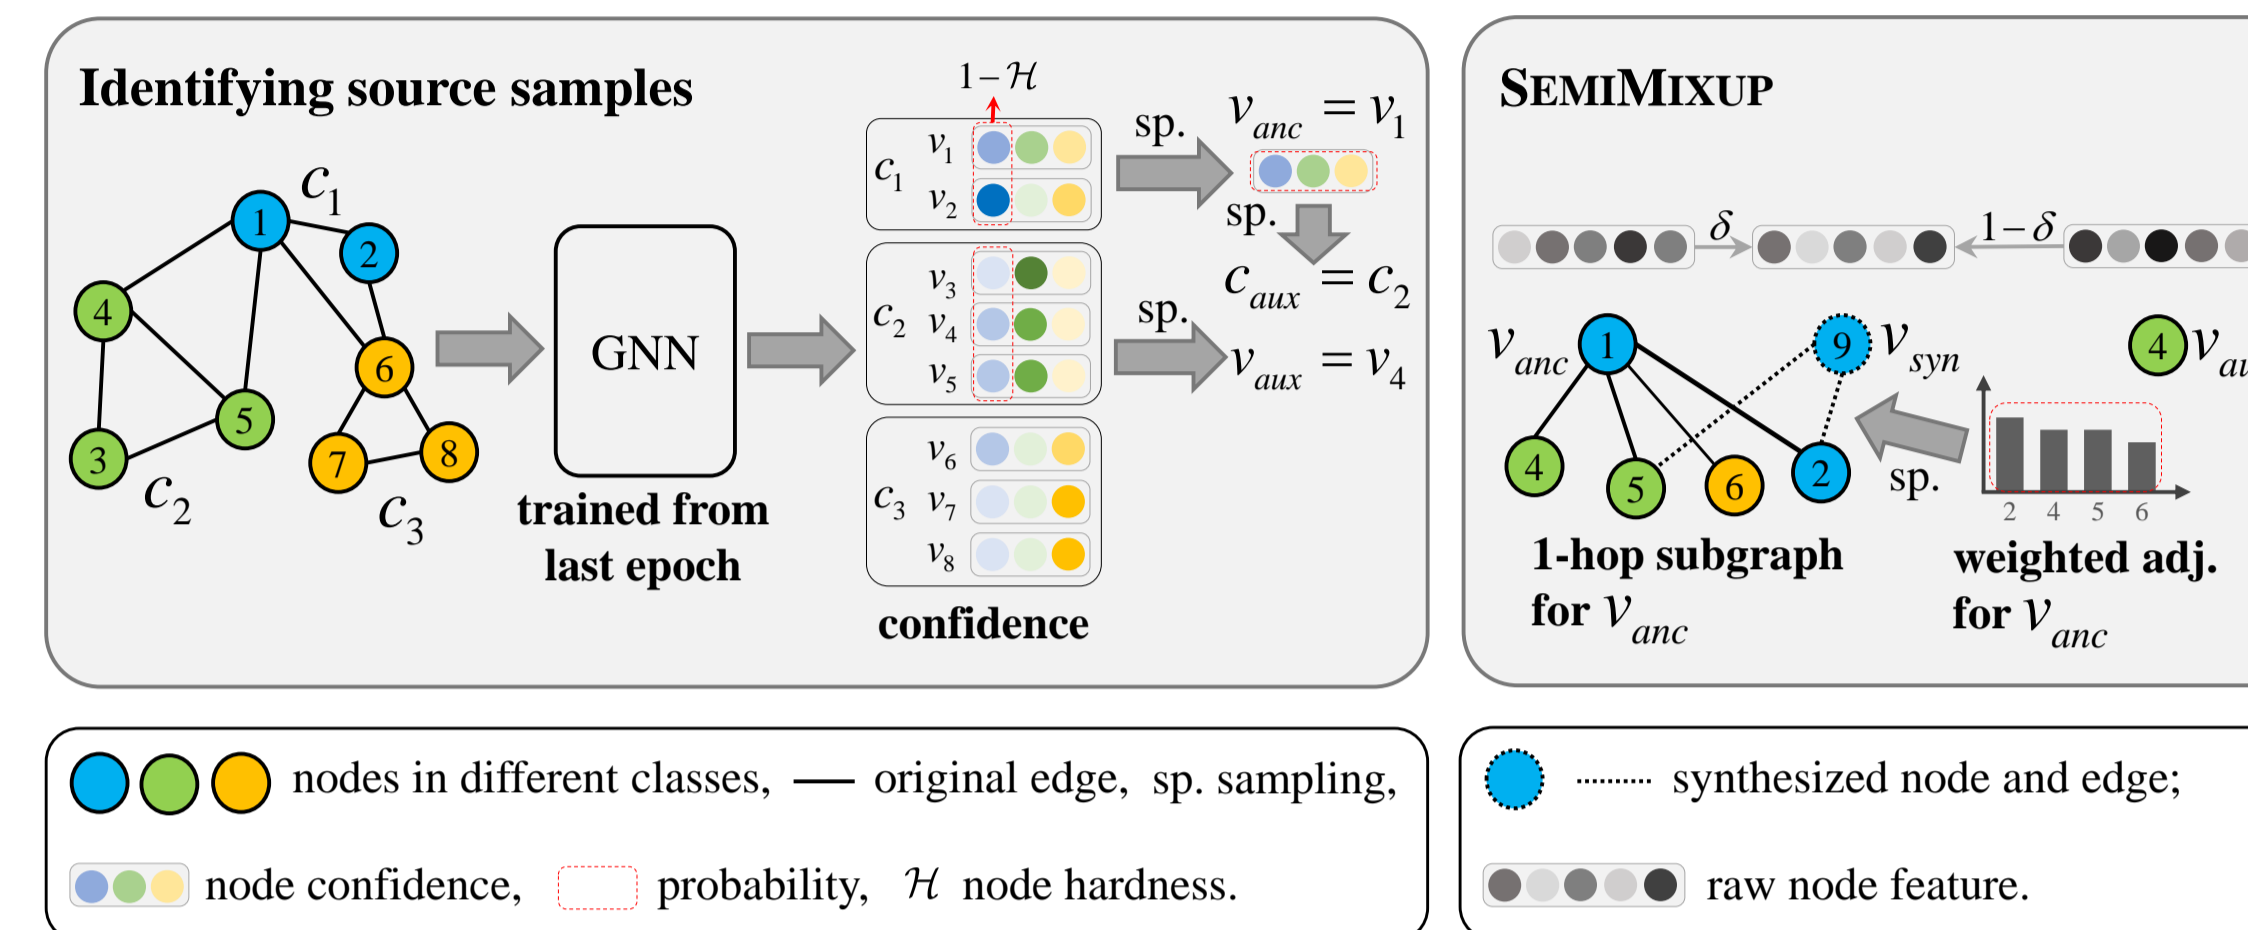 Identifying source samples
1 – ℋ
c1
v1
v2
sp.
vanc = v1
sp.
caux = c2
c2
v3
v4
v5
sp.
vaux = v4
c3
v6
v7
v8
confidence
c1
1
2
4
6
5
3
7
8
c2
c3
GNN
trained from
last epoch
SEMIMIXUP
δ
1 – δ
vanc
1
9
vsyn
4
4
5
6
2
sp.
2 4 5 6
1-hop subgraph
for vanc
weighted adj.
for vanc
nodes in different classes, original edge, sp. sampling,
node confidence, probability, ℋ node hardness.
synthesized node and edge;
raw node feature.